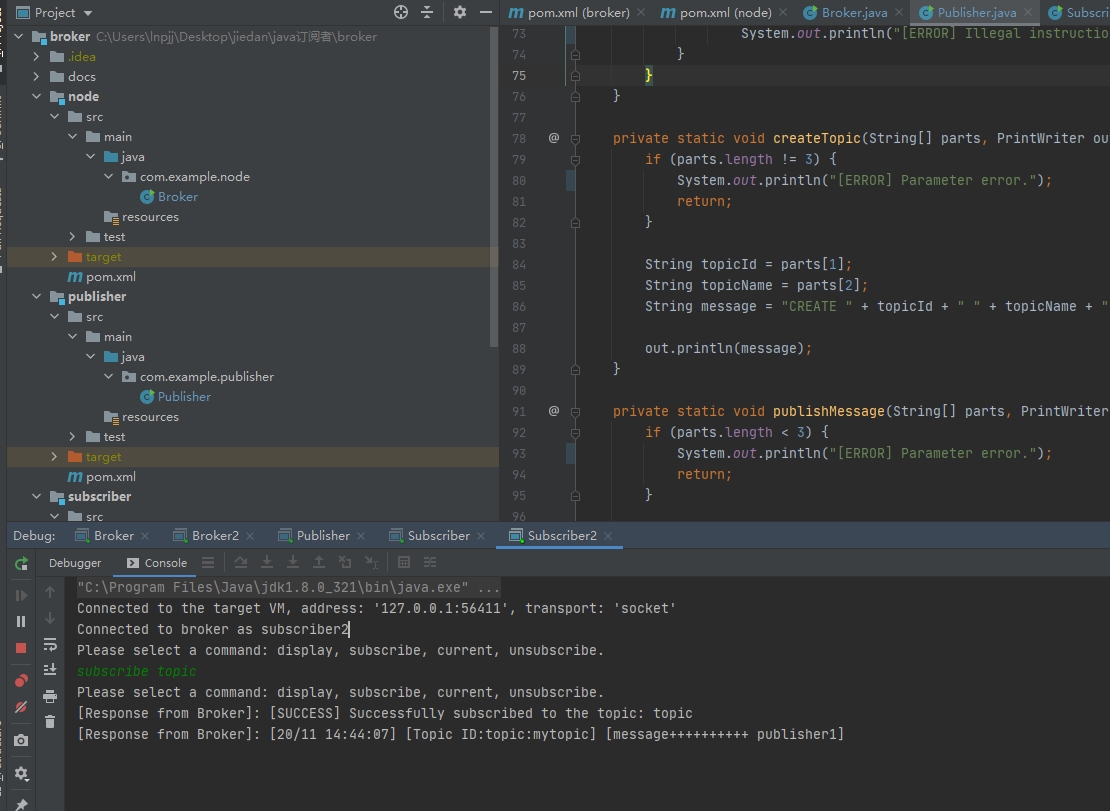 Project
pom.xml (broker)
pom.xml (node)
Broker.java
Publisher.java
Subscri
broker C:\Users\lnpjj\Desktop\jiedan\java订阅者\broker
.idea
docs
node
src
main
java
com.example.node
Broker
resources
test
target
pom.xml
publisher
src
main
java
com.example.publisher
Publisher
resources
test
target
pom.xml
subscriber
src
73 System.out.println("[ERROR] Illegal instructio
74 }
75 }
76 }
77
78 @ private static void createTopic(String[] parts, PrintWriter ou
79 if (parts.length != 3) {
80 System.out.println("[ERROR] Parameter error.");
81 return;
82 }
83
84 String topicId = parts[1];
85 String topicName = parts[2];
86 String message = "CREATE " + topicId + " " + topicName + "
87
88 out.println(message);
89 }
90
91 @ private static void publishMessage(String[] parts, PrintWriter
92 if (parts.length < 3) {
93 System.out.println("[ERROR] Parameter error.");
94 return;
95 }
96
Debug: Broker Broker2 Publisher Subscriber Subscriber2
Debugger Console
"C:\Program Files\Java\jdk1.8.0_321\bin\java.exe" ...
Connected to the target VM, address: '127.0.0.1:56411', transport: 'socket'
Connected to broker as subscriber2
Please select a command: display, subscribe, current, unsubscribe.
subscribe topic
Please select a command: display, subscribe, current, unsubscribe.
[Response from Broker]: [SUCCESS] Successfully subscribed to the topic: topic
[Response from Broker]: [20/11 14:44:07] [Topic ID:topic:mytopic] [message++++++++++ publisher1]